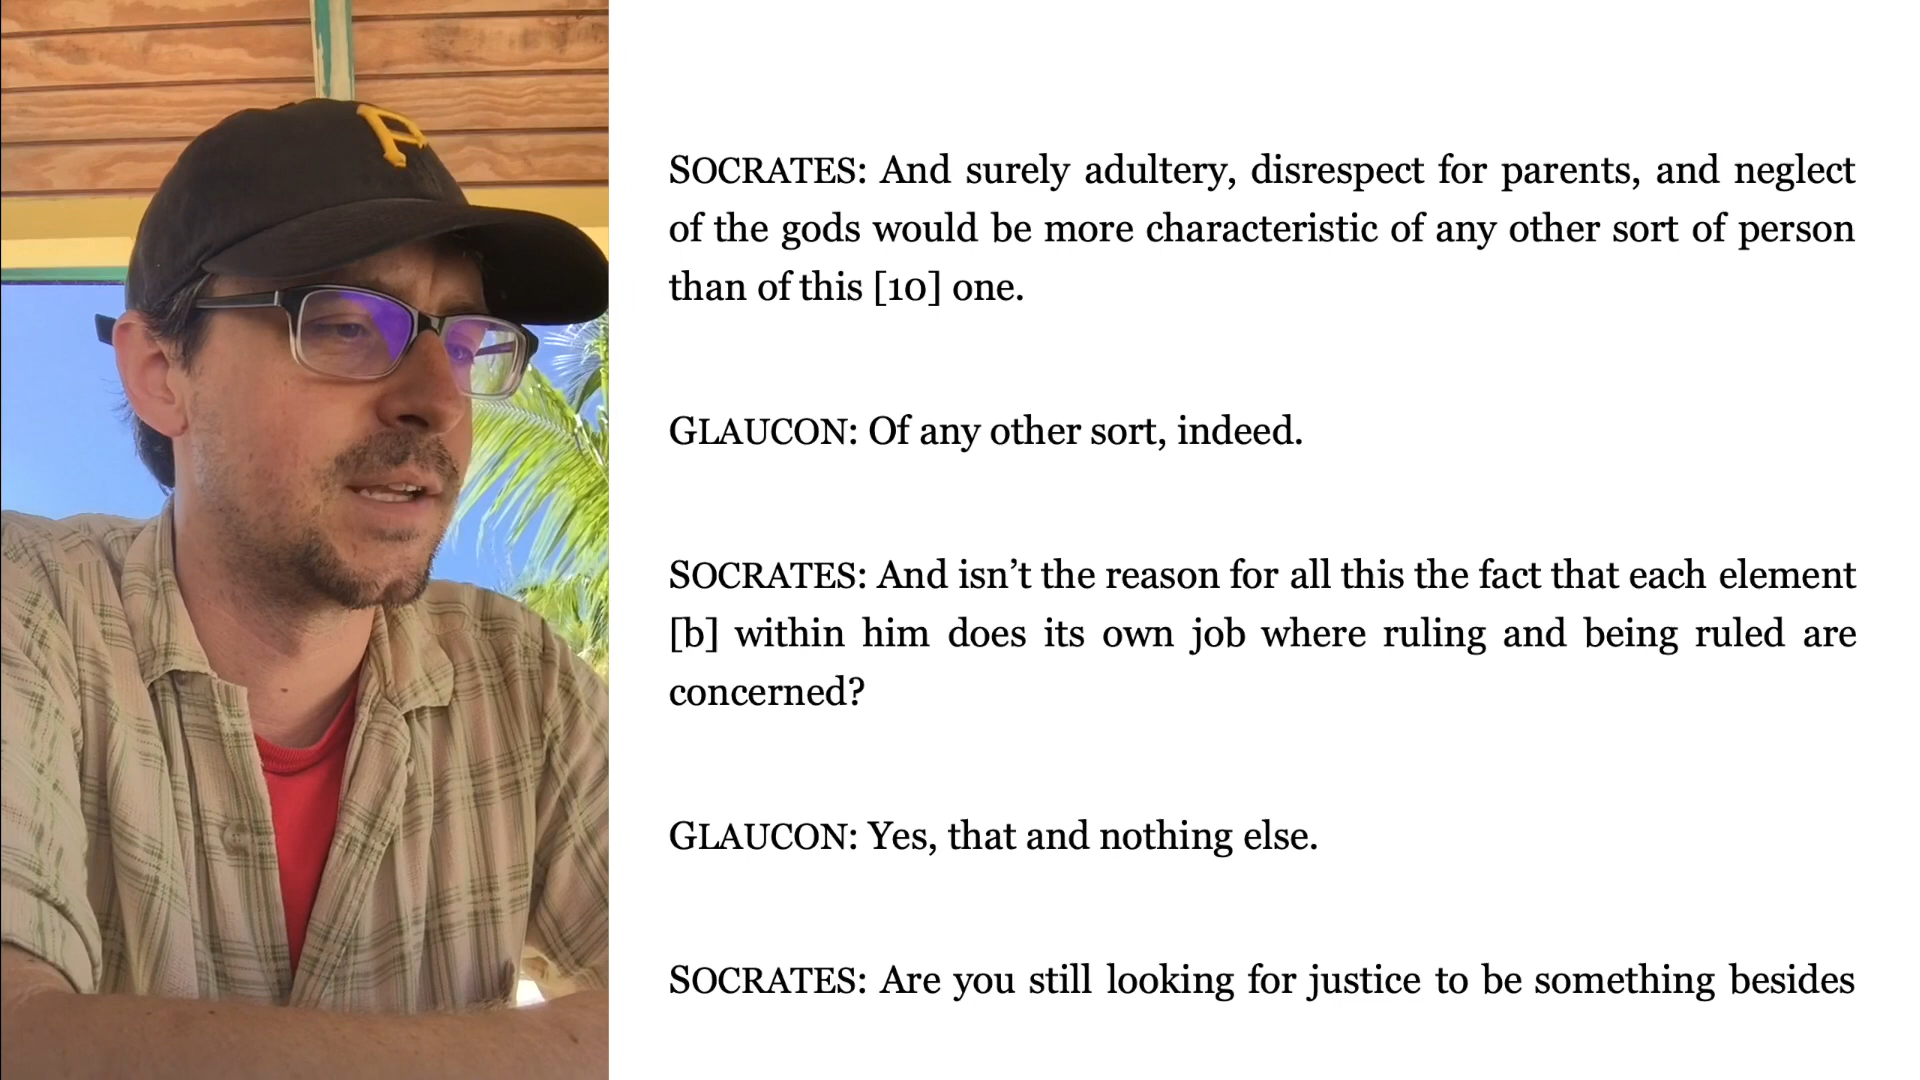 P
SOCRATES: And surely adultery, disrespect for parents, and neglect
of the gods would be more characteristic of any other sort of person
than of this [10] one.
GLAUCON: Of any other sort, indeed.
SOCRATES: And isn’t the reason for all this the fact that each element
[b] within him does its own job where ruling and being ruled are
concerned?
GLAUCON: Yes, that and nothing else.
SOCRATES: Are you still looking for justice to be something besides